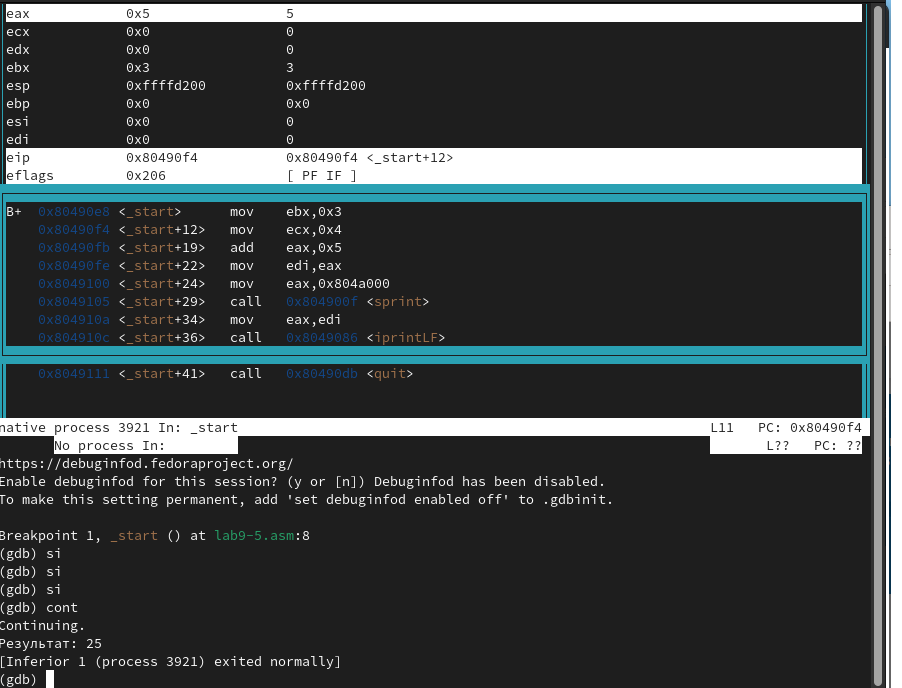 eax 0x5 5
ecx 0x0 0
edx 0x0 0
ebx 0x3 3
esp 0xffffd200 0xffffd200
ebp 0x0 0x0
esi 0x0 0
edi 0x0 0
eip 0x80490f4 0x80490f4 <_start+12>
eflags 0x206 [ PF IF ]
B+ 0x80490e8 <_start> mov ebx,0x3
0x80490f4 <_start+12> mov ecx,0x4
0x80490fb <_start+19> add eax,0x5
0x80490fe <_start+22> mov edi,eax
0x8049100 <_start+24> mov eax,0x804a000
0x8049105 <_start+29> call 0x804900f <sprint>
0x804910a <_start+34> mov eax,edi
0x804910c <_start+36> call 0x8049086 <iprintLF>
0x8049111 <_start+41> call 0x80490db <quit>
native process 3921 In: _start L11 PC: 0x80490f4
No process In: L?? PC: ??
https://debuginfod.fedoraproject.org/
Enable debuginfod for this session? (y or [n]) Debuginfod has been disabled.
To make this setting permanent, add 'set debuginfod enabled off' to .gdbinit.
Breakpoint 1, _start () at lab9-5.asm:8
(gdb) si
(gdb) si
(gdb) si
(gdb) cont
Continuing.
Результат: 25
[Inferior 1 (process 3921) exited normally]
(gdb)